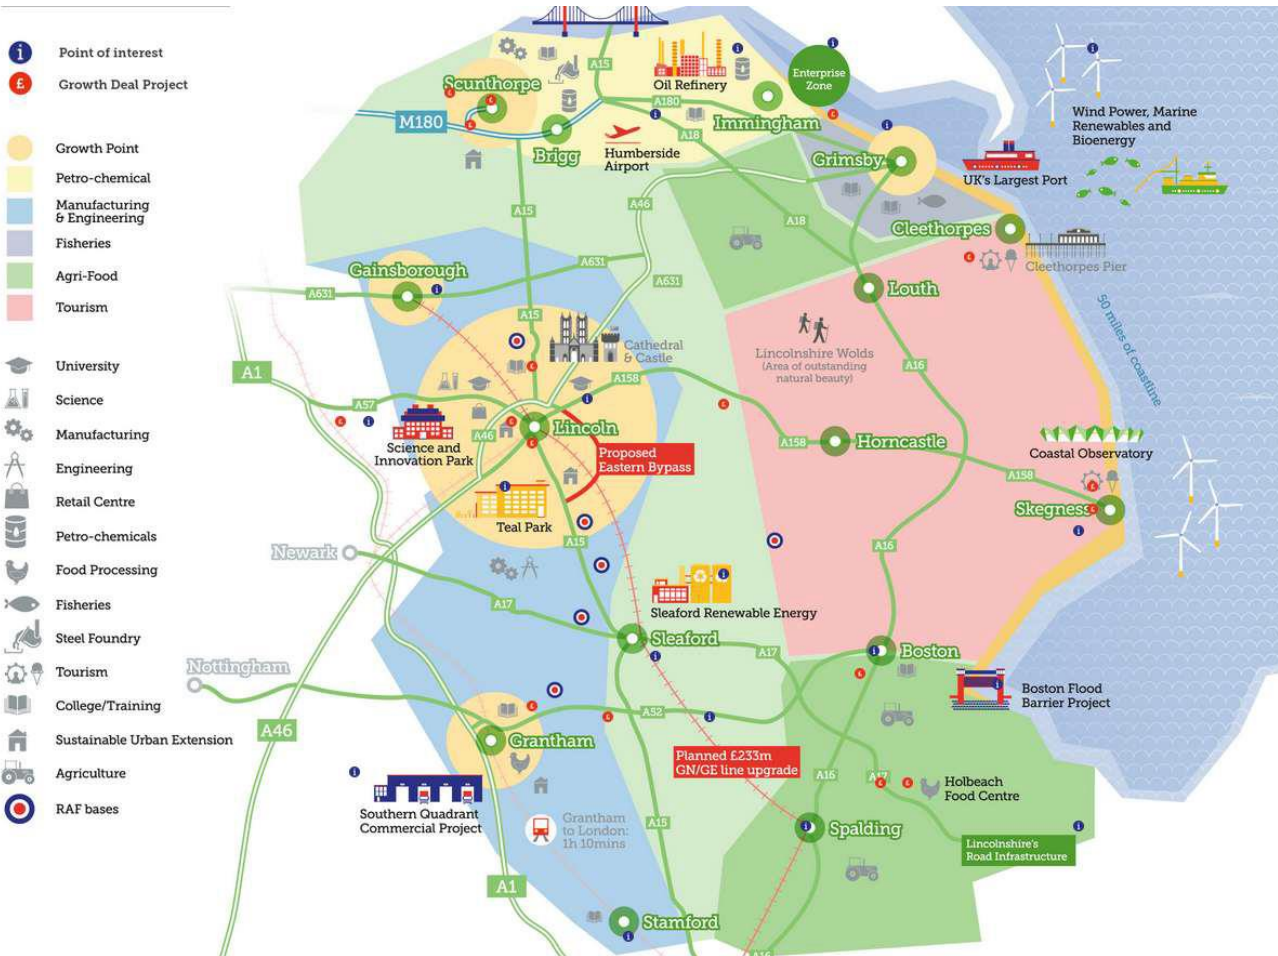 Point of interest
Growth Deal Project
Growth Point
Petro-chemical
Manufacturing
& Engineering
Fisheries
Agri-Food
Tourism
University
Science
Manufacturing
Engineering
Retail Centre
Petro-chemicals
Food Processing
Fisheries
Steel Foundry
Tourism
College/Training
Sustainable Urban Extension
Agriculture
RAF bases
Scunthorpe
A15
Oil Refinery
Enterprise
Zone
M180
A180
Immingham
Wind Power, Marine
Renewables and
Bioenergy
Brigg
A18
Humberside
Airport
Grimsby
UK's Largest Port
A15
A46
A18
Cleethorpes
Cleethorpes Pier
Gainsborough
A631
A631
A631
Louth
50 miles of coastline
A15
Cathedral
& Castle
Lincolnshire Wolds
(Area of outstanding
natural beauty)
A16
A1
A158
A57
Lincoln
A46
Science and
Innovation Park
Proposed
Eastern Bypass
A158
Horncastle
Coastal Observatory
A158
Skegness
Teal Park
A15
Newark
A16
A17
Sleaford Renewable Energy
Sleaford
A17
Boston
Nottingham
Boston Flood
Barrier Project
A46
A52
Grantham
Planned £233m
GN/GE line upgrade
A16
A17
Holbeach
Food Centre
Southern Quadrant
Commercial Project
Grantham
to London:
1h 10mins
A15
Spalding
Lincolnshire's
Road Infrastructure
A1
Stamford
A16